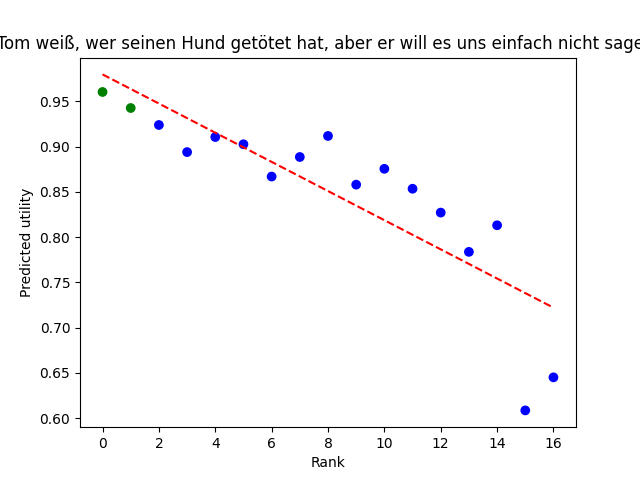 Tom weiß, wer seinen Hund getötet hat, aber er will es uns einfach nicht sage
Predicted utility
0.95
0.90
0.85
0.80
0.75
0.70
0.65
0.60
0 2 4 6 8 10 12 14 16
Rank